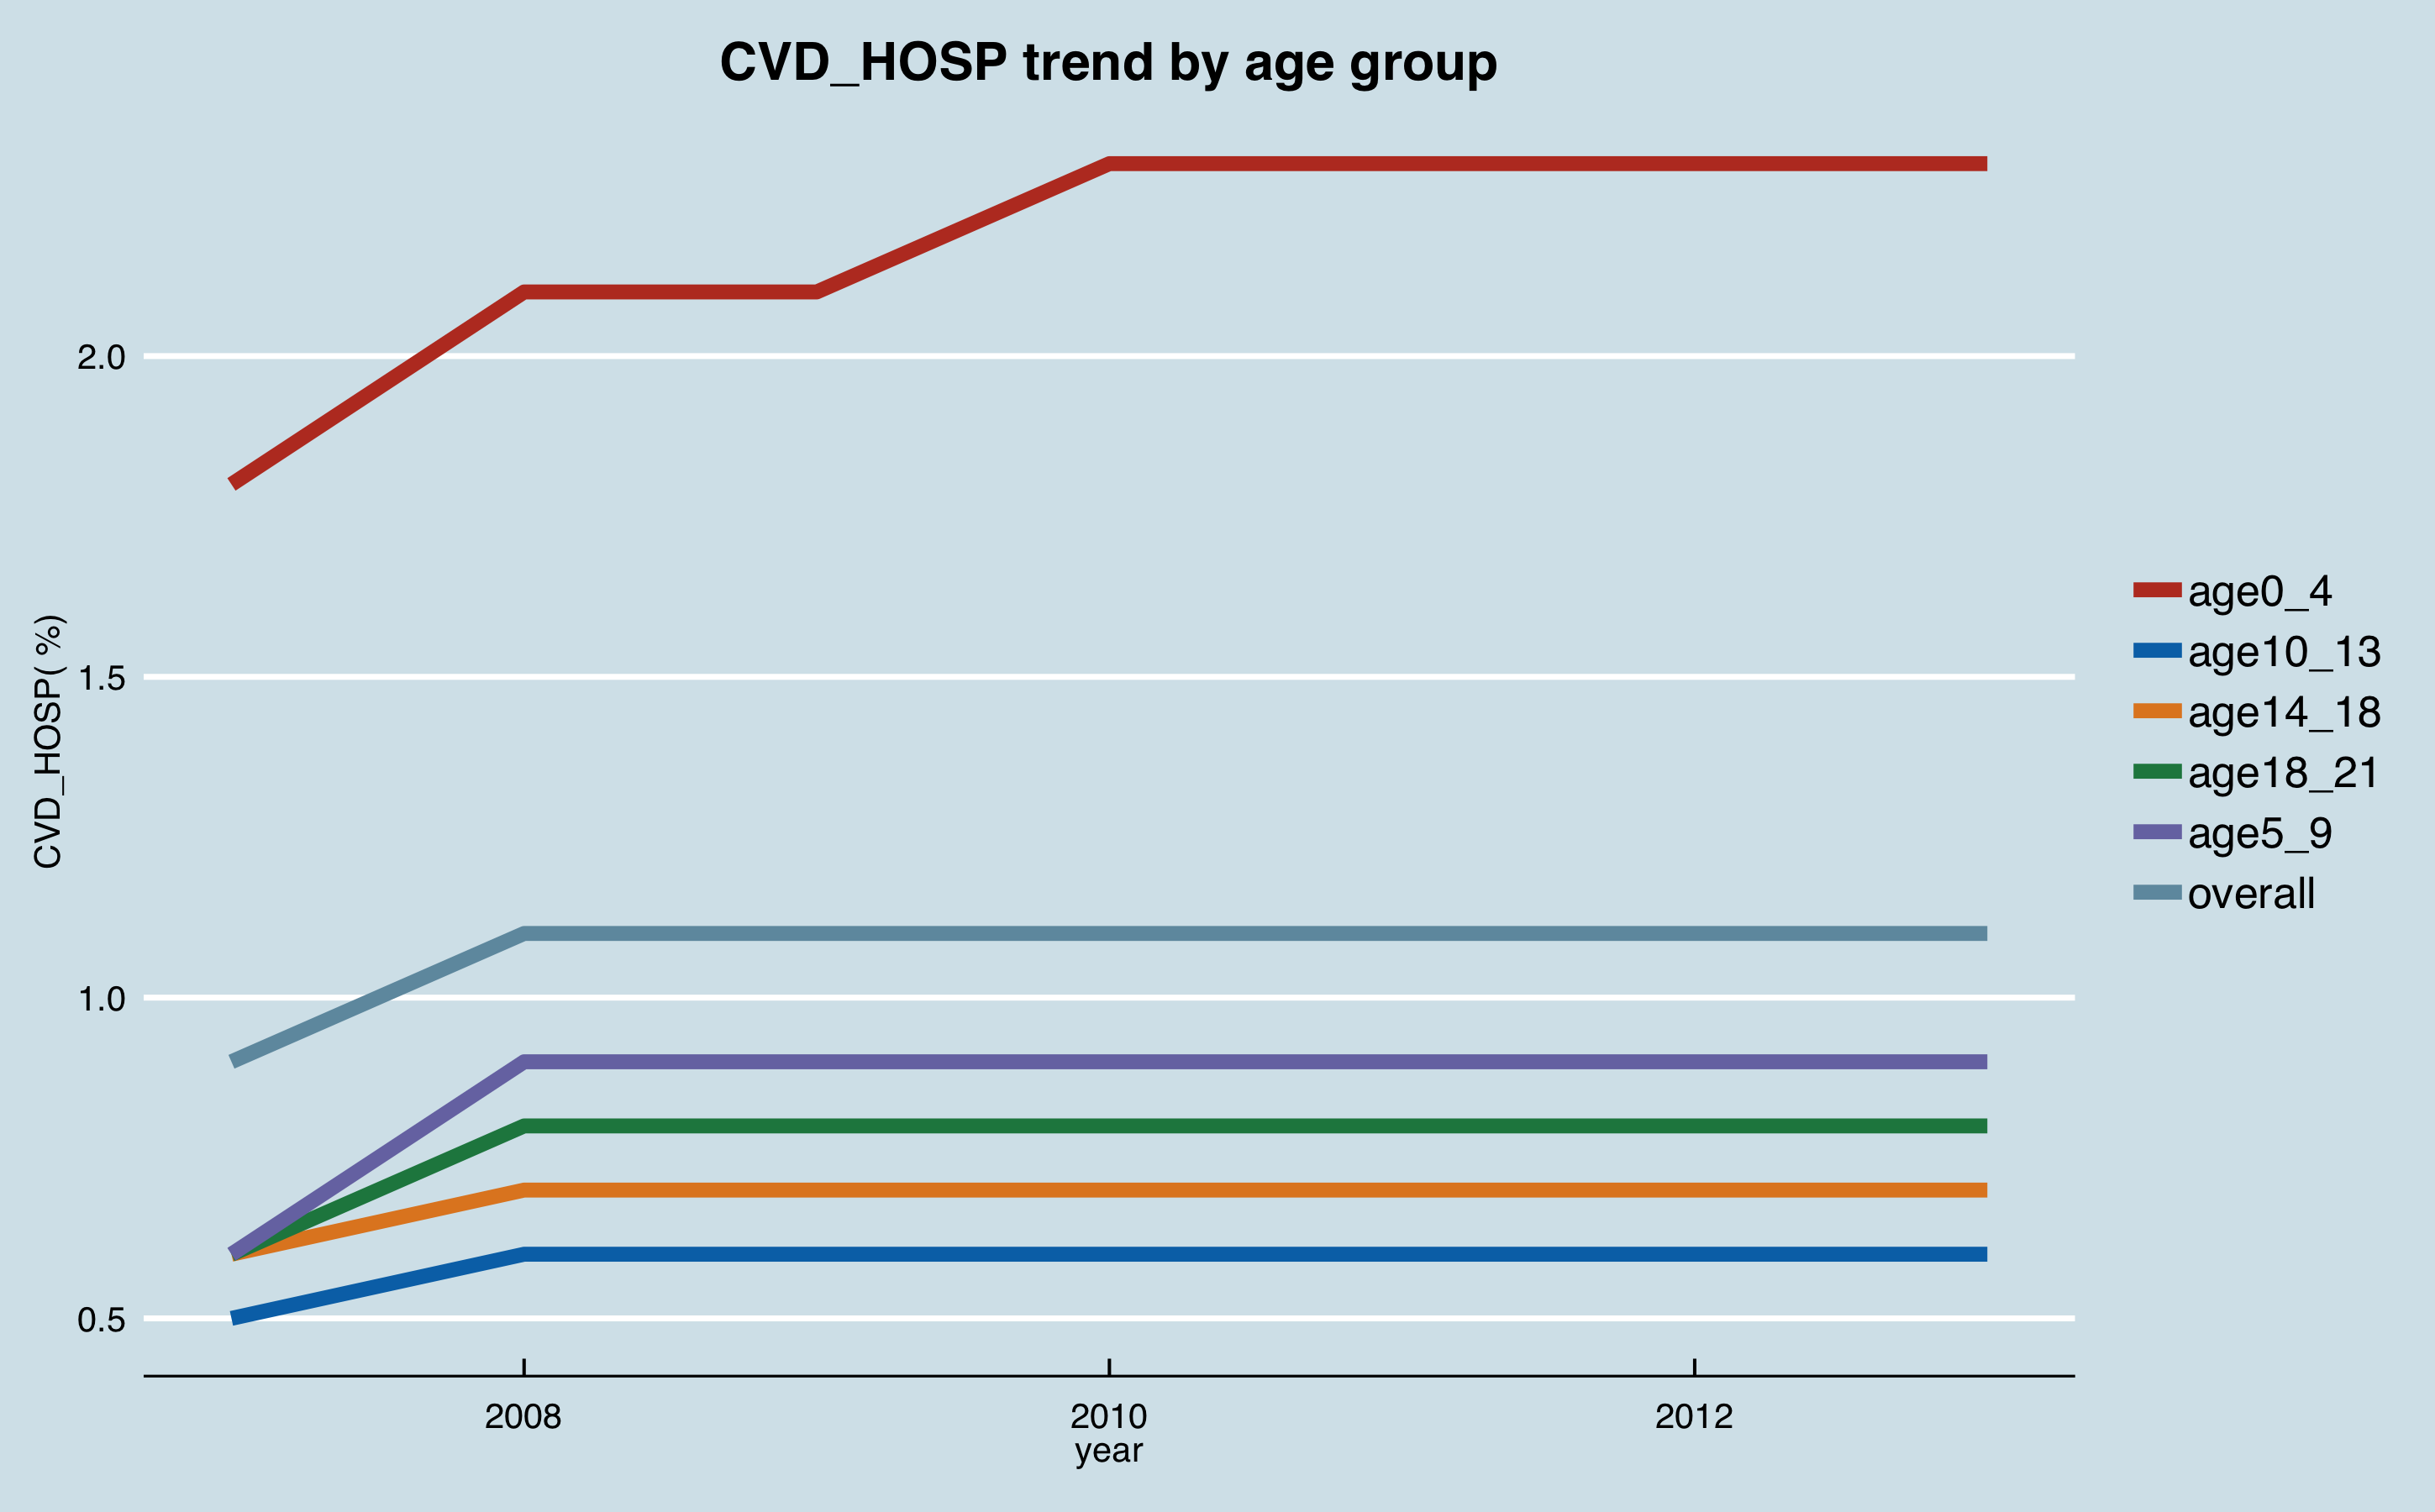 CVD_HOSP trend by age group
CVD_HOSP( %)
2.0
1.5
1.0
0.5
2008
2010
2012
year
age0_4
age10_13
age14_18
age18_21
age5_9
overall